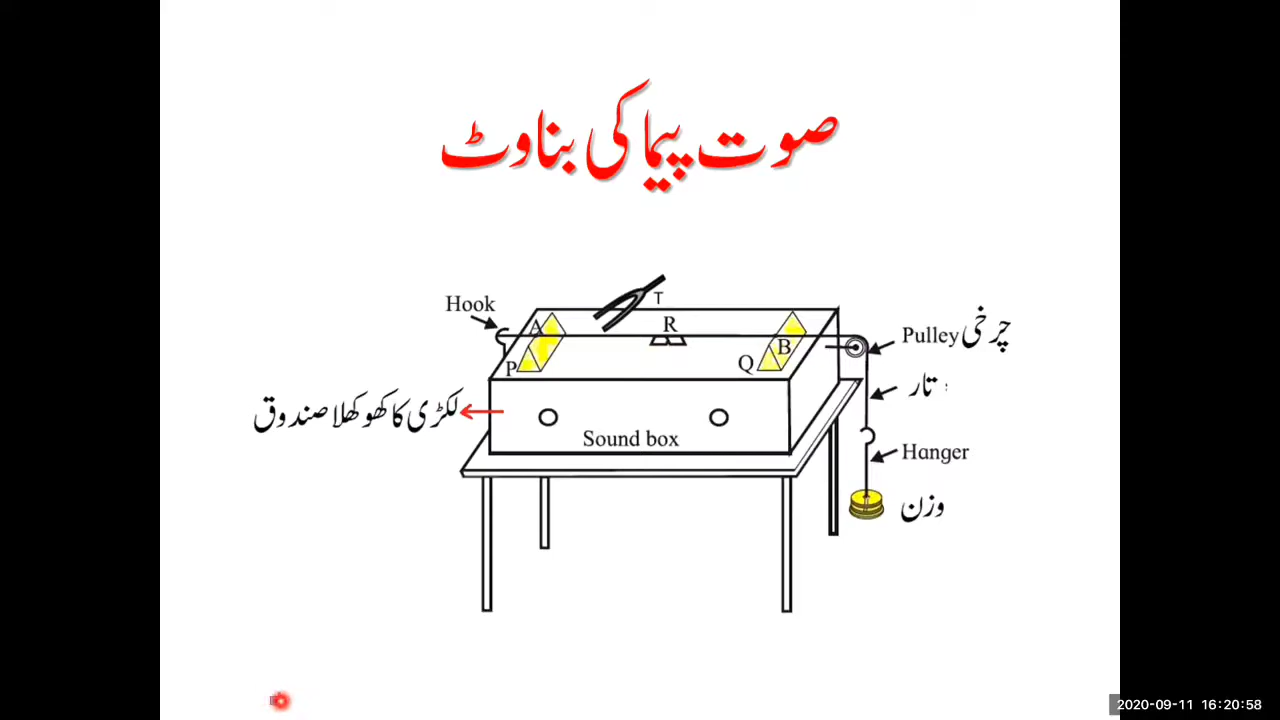 صوت پیما کی بناوٹ
Hook
T
A
R
B
P
Q
Pulley چرخی
تار
لکڑی کا کھوکھلا صندوق
Sound box
Hanger
وزن
2020-09-11 16:20:58